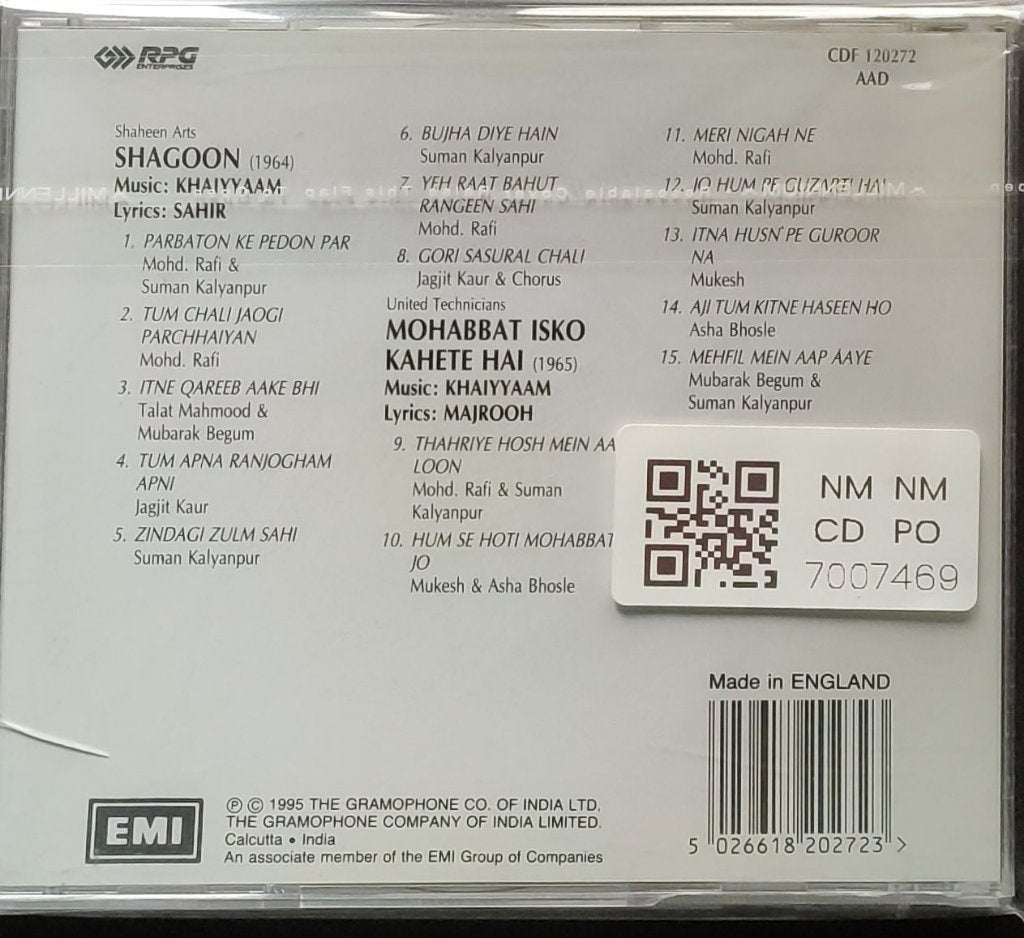 RPG
ENTERPRISES
CDF 120272
AAD
Shaheen Arts
SHAGOON (1964)
Music: KHAIYYAAM
Lyrics: SAHIR
1. PARBATON KE PEDON PAR
Mohd. Rafi &
Suman Kalyanpur
2. TUM CHALI JAOGI
PARCHHAIYAN
Mohd. Rafi
3. ITNE QAREEB AAKE BHI
Talat Mahmood &
Mubarak Begum
4. TUM APNA RANJOGHAM
APNI
Jagjit Kaur
5. ZINDAGI ZULM SAHI
Suman Kalyanpur
6. BUJHA DIYE HAIN
Suman Kalyanpur
7. YEH RAAT BAHUT
RANGEEN SAHI
Mohd. Rafi
8. GORI SASURAL CHALI
Jagjit Kaur & Chorus
United Technicians
MOHABBAT ISKO
KAHETE HAI (1965)
Music: KHAIYYAAM
Lyrics: MAJROOH
9. THAHRIYE HOSH MEIN AA
LOON
Mohd. Rafi & Suman
Kalyanpur
10. HUM SE HOTI MOHABBAT
JO
Mukesh & Asha Bhosle
11. MERI NIGAH NE
Mohd. Rafi
12. JO HUM PE GUZARTI HAI
Suman Kalyanpur
13. ITNA HUSN PE GUROOR
NA
Mukesh
14. AJI TUM KITNE HASEEN HO
Asha Bhosle
15. MEHFIL MEIN AAP AAYE
Mubarak Begum &
Suman Kalyanpur
NM NM
CD PO
7007469
Made in ENGLAND
5 026618 202723 >
EMI
℗ © 1995 THE GRAMOPHONE CO. OF INDIA LTD.
THE GRAMOPHONE COMPANY OF INDIA LIMITED.
Calcutta • India
An associate member of the EMI Group of Companies